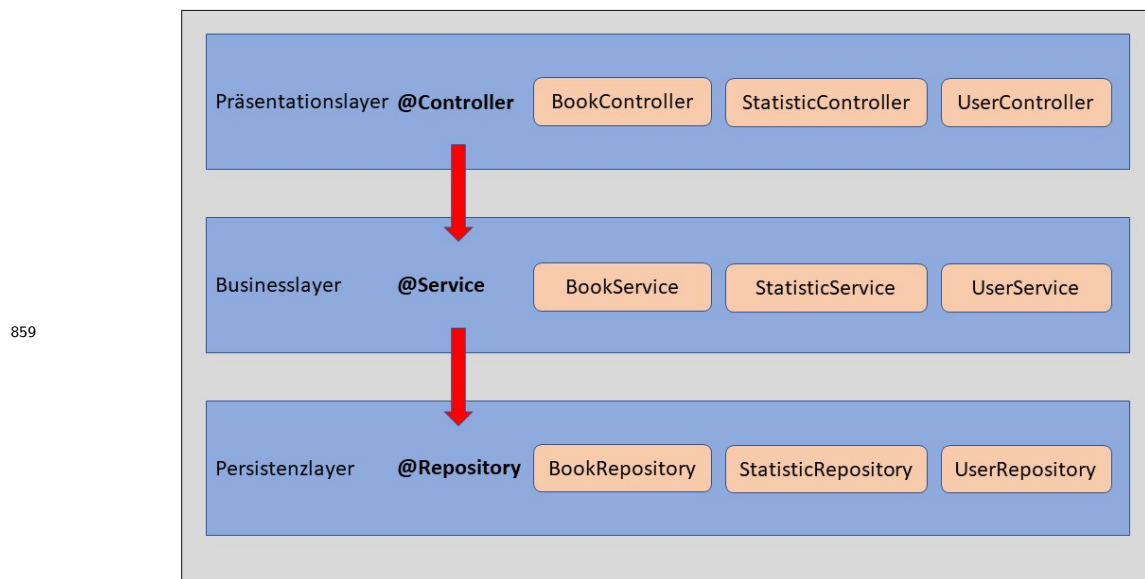 Präsentationslayer @Controller BookController StatisticController UserController
Businesslayer @Service BookService StatisticService UserService
859
Persistenzlayer @Repository BookRepository StatisticRepository UserRepository